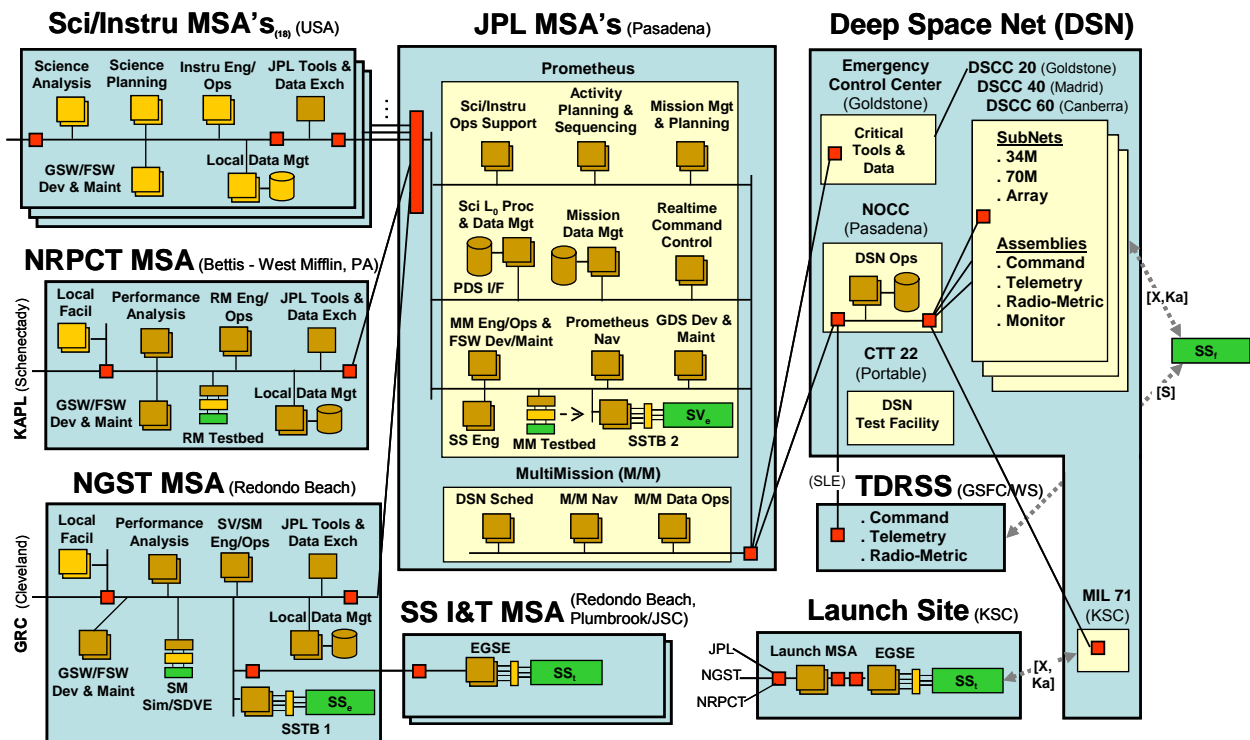 Sci/Instru MSA's(18) (USA)
Science Analysis
Science Planning
Instru Eng/ Ops
JPL Tools & Data Exch
GSW/FSW Dev & Maint
Local Data Mgt
NRPCT MSA (Bettis - West Mifflin, PA)
KAPL (Schenectady)
Local Facil
Performance Analysis
RM Eng/ Ops
JPL Tools & Data Exch
GSW/FSW Dev & Maint
RM Testbed
Local Data Mgt
NGST MSA (Redondo Beach)
GRC (Cleveland)
Local Facil
Performance Analysis
SV/SM Eng/Ops
JPL Tools & Data Exch
GSW/FSW Dev & Maint
SM Sim/SDVE
Local Data Mgt
SSe
SSTB 1
JPL MSA's (Pasadena)
Prometheus
Sci/Instru Ops Support
Activity Planning & Sequencing
Mission Mgt & Planning
Sci L0 Proc & Data Mgt
Mission Data Mgt
Realtime Command Control
PDS I/F
MM Eng/Ops & FSW Dev/Maint
Prometheus Nav
GDS Dev & Maint
SS Eng
MM Testbed
SSTB 2
SVe
MultiMission (M/M)
DSN Sched
M/M Nav
M/M Data Ops
SS I&T MSA (Redondo Beach, Plumbrook/JSC)
EGSE
SSt
Deep Space Net (DSN)
Emergency Control Center (Goldstone)
Critical Tools & Data
DSCC 20 (Goldstone)
DSCC 40 (Madrid)
DSCC 60 (Canberra)
SubNets
. 34M
. 70M
. Array
Assemblies
. Command
. Telemetry
. Radio-Metric
. Monitor
NOCC (Pasadena)
DSN Ops
CTT 22 (Portable)
DSN Test Facility
[X,Ka]
SSf
[S]
(SLE)
TDRSS (GSFC/WS)
. Command
. Telemetry
. Radio-Metric
Launch Site (KSC)
JPL
NGST
NRPCT
Launch MSA
EGSE
SSt
[X, Ka]
MIL 71 (KSC)